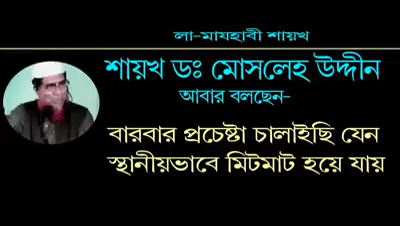 লা-মাযহাবী শায়খ
শায়খ ডঃ মোসলেহ উদ্দীন
আবার বলছেন-
বারবার প্রচেষ্টা চালাইছি যেন
স্থানীয়ভাবে মিটমাট হয়ে যায়